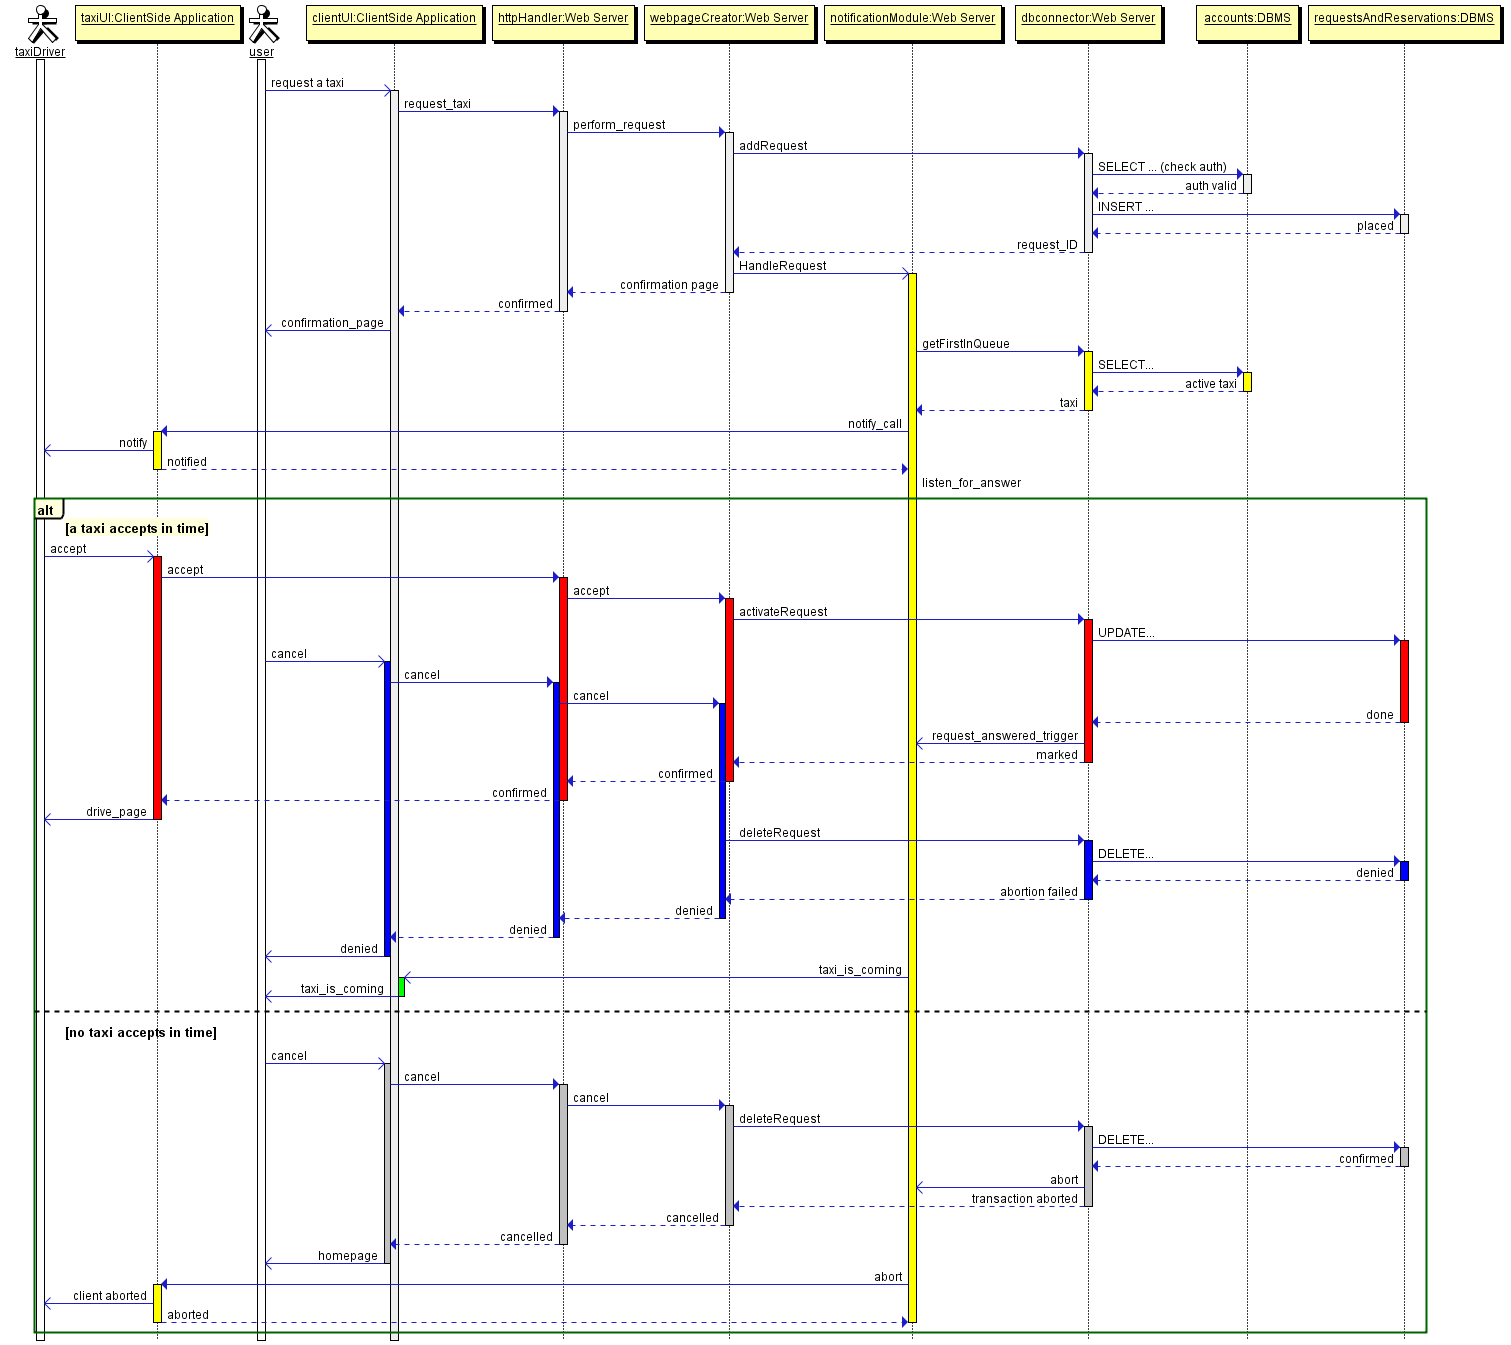 taxiDriver
taxiUI:ClientSide Application
user
clientUI:ClientSide Application
httpHandler:Web Server
webpageCreator:Web Server
notificationModule:Web Server
dbconnector:Web Server
accounts:DBMS
requestsAndReservations:DBMS
request a taxi
request_taxi
perform_request
addRequest
SELECT ... (check auth)
auth valid
INSERT ...
placed
request_ID
HandleRequest
confirmation page
confirmed
confirmation_page
getFirstInQueue
SELECT...
active taxi
taxi
notify_call
notify
notified
listen_for_answer
alt
[a taxi accepts in time]
accept
accept
accept
activateRequest
UPDATE...
cancel
cancel
cancel
done
request_answered_trigger
marked
confirmed
confirmed
drive_page
deleteRequest
DELETE...
denied
abortion failed
denied
denied
denied
taxi_is_coming
taxi_is_coming
[no taxi accepts in time]
cancel
cancel
cancel
deleteRequest
DELETE...
confirmed
abort
transaction aborted
cancelled
cancelled
homepage
abort
client aborted
aborted